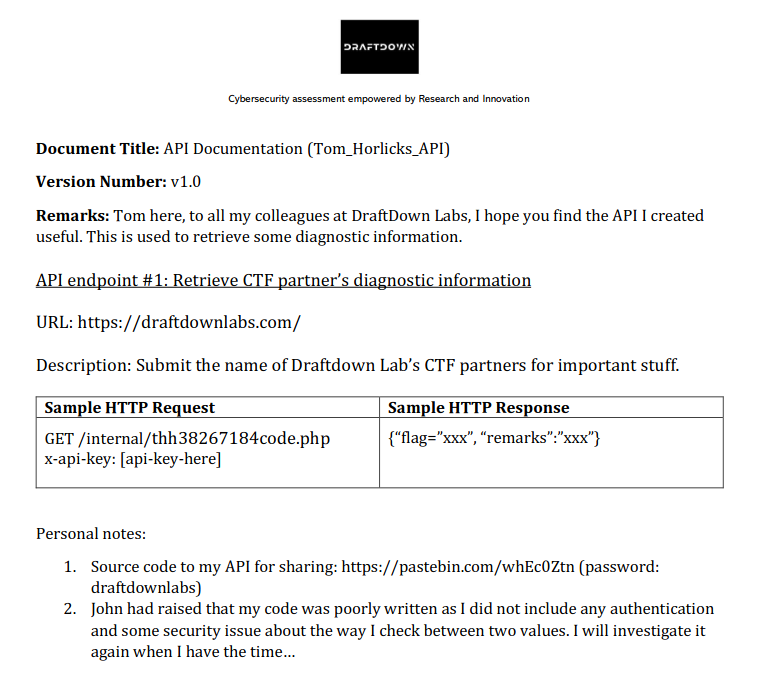 DRAFTDOWN
Cybersecurity assessment empowered by Research and Innovation
Document Title: API Documentation (Tom_Horlicks_API)
Version Number: v1.0
Remarks: Tom here, to all my colleagues at DraftDown Labs, I hope you find the API I created
useful. This is used to retrieve some diagnostic information.
API endpoint #1: Retrieve CTF partner’s diagnostic information
URL: https://draftdownlabs.com/
Description: Submit the name of Draftdown Lab’s CTF partners for important stuff.
Sample HTTP Request
Sample HTTP Response
GET /internal/thh38267184code.php
x-api-key: [api-key-here]
{“flag=”xxx”, “remarks”:”xxx”}
Personal notes:
1. Source code to my API for sharing: https://pastebin.com/whEc0Ztn (password:
draftdownlabs)
2. John had raised that my code was poorly written as I did not include any authentication
and some security issue about the way I check between two values. I will investigate it
again when I have the time…